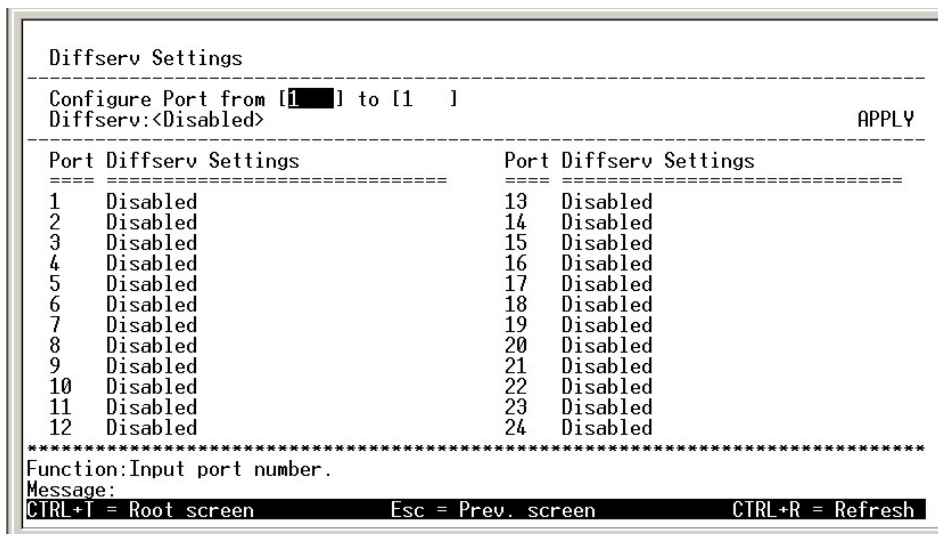 Diffserv Settings
Configure Port from [1   ] to [1   ]
Diffserv:<Disabled> APPLY
Port Diffserv Settings Port Diffserv Settings
==== ============================== ==== ==============================
1 Disabled 13 Disabled
2 Disabled 14 Disabled
3 Disabled 15 Disabled
4 Disabled 16 Disabled
5 Disabled 17 Disabled
6 Disabled 18 Disabled
7 Disabled 19 Disabled
8 Disabled 20 Disabled
9 Disabled 21 Disabled
10 Disabled 22 Disabled
11 Disabled 23 Disabled
12 Disabled 24 Disabled
Function:Input port number.
Message:
CTRL+T = Root screen Esc = Prev. screen CTRL+R = Refresh